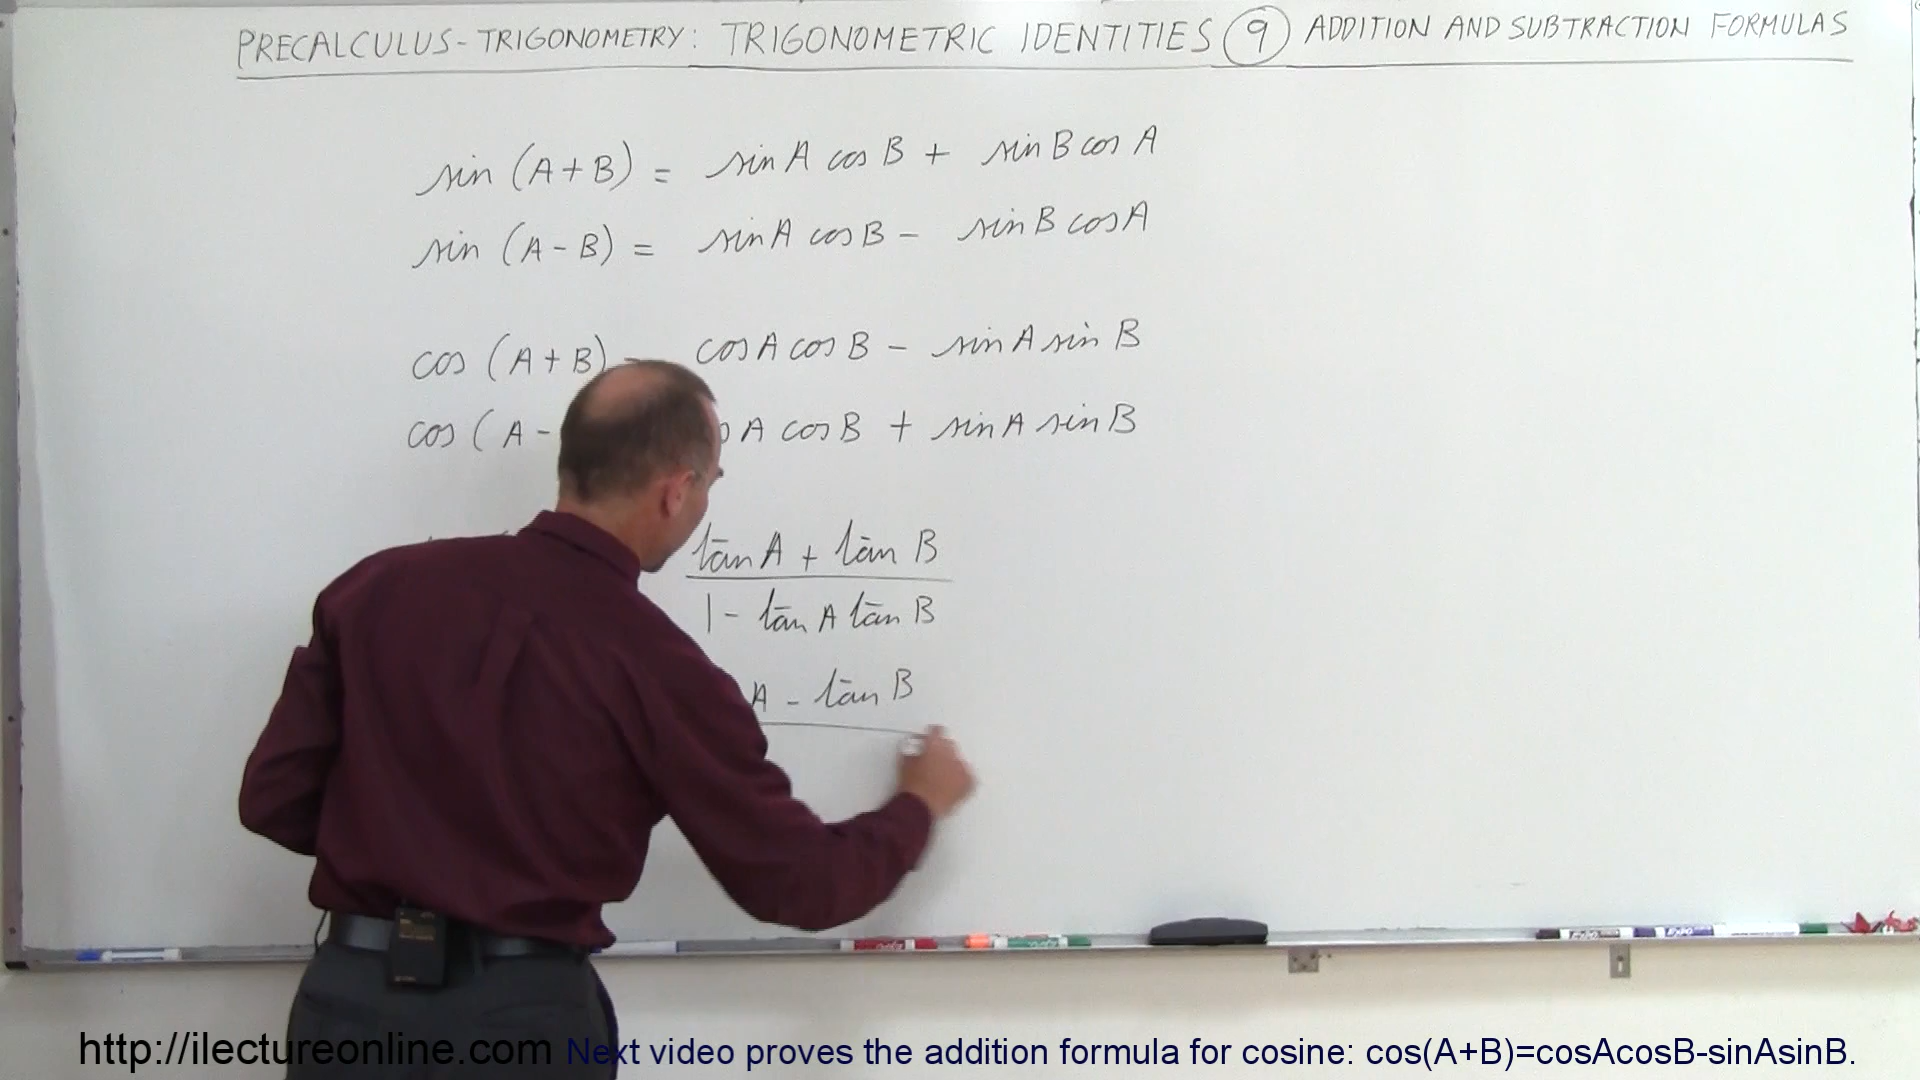 PRECALCULUS - TRIGONOMETRY: TRIGONOMETRIC IDENTITIES 9 ADDITION AND SUBTRACTION FORMULAS
sin (A+B) = sin A cos B + sin B cos A
sin (A - B) = sin A cos B - sin B cos A
cos (A+B) cos A cos B - sin A sin B
cos (A - A cos B + sin A sin B
tan A + tan B
1 - tan A tan B
A - tan B
EXPO
http://ilectureonline.com Next video proves the addition formula for cosine: cos(A+B)=cosAcosB-sinAsinB.